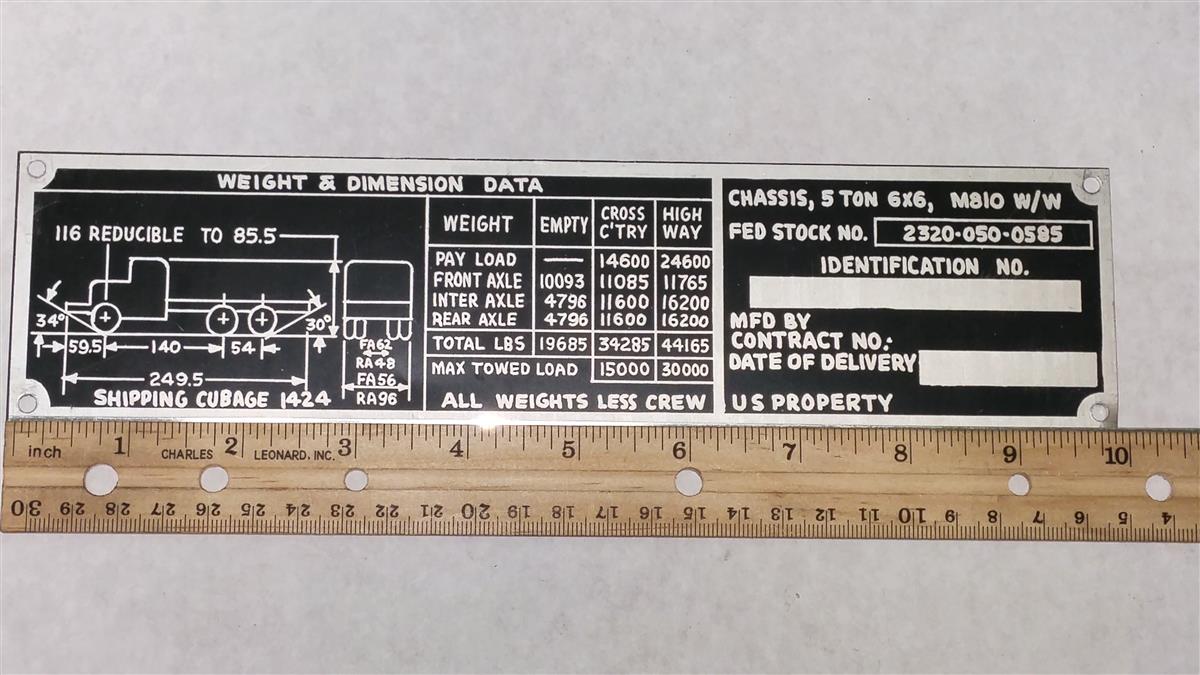 WEIGHT & DIMENSION DATA
116 REDUCIBLE TO 85.5
34°
30°
59.5
140
54
249.5
SHIPPING CUBAGE 1424
FA62
RA48
FA56
RA96
WEIGHT EMPTY CROSS C'TRY HIGH WAY
PAY LOAD — 14600 24600
FRONT AXLE 10093 11085 11765
INTER AXLE 4796 11600 16200
REAR AXLE 4796 11600 16200
TOTAL LBS 19685 34285 44165
MAX TOWED LOAD 15000 30000
ALL WEIGHTS LESS CREW
CHASSIS, 5 TON 6X6, M810 W/W
FED STOCK NO. 2320-050-0585
IDENTIFICATION NO.
MFD BY
CONTRACT NO:
DATE OF DELIVERY
US PROPERTY
inch 1 CHARLES 2 LEONARD, INC. 3 4 5 6 7 8 9 10
30 29 28 27 26 25 24 23 22 21 20 19 18 17 16 15 14 13 12 11 10 9 8 7 6 5 4